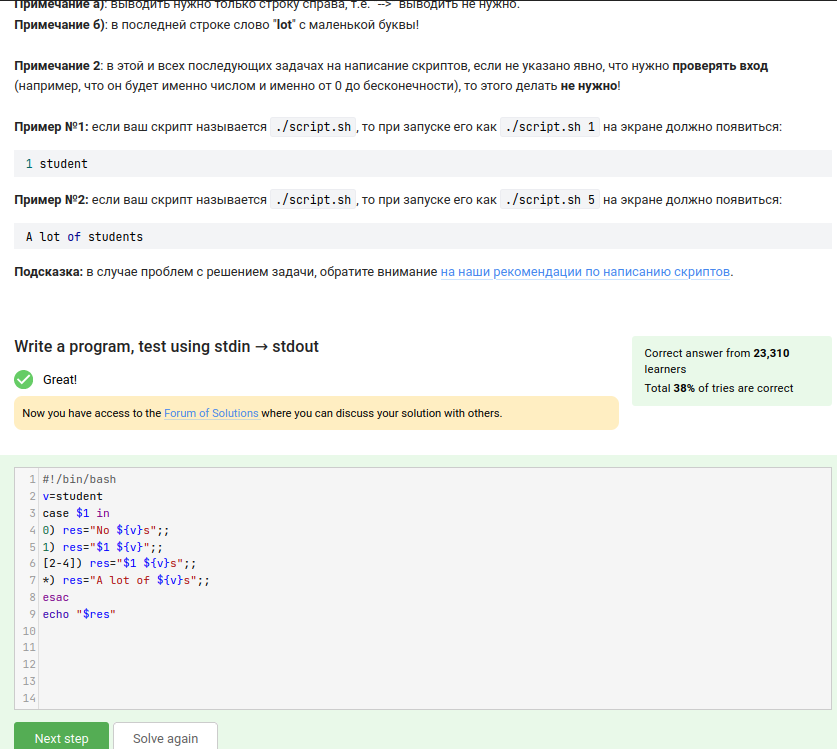 Примечание а): выводить нужно только строку справа, т.е. "-->" выводить не нужно.
Примечание б): в последней строке слово "lot" с маленькой буквы!
Примечание 2: в этой и всех последующих задачах на написание скриптов, если не указано явно, что нужно проверять вход
(например, что он будет именно числом и именно от 0 до бесконечности), то этого делать не нужно!
Пример №1: если ваш скрипт называется ./script.sh , то при запуске его как ./script.sh 1 на экране должно появиться:
1 student
Пример №2: если ваш скрипт называется ./script.sh , то при запуске его как ./script.sh 5 на экране должно появиться:
A lot of students
Подсказка: в случае проблем с решением задачи, обратите внимание на наши рекомендации по написанию скриптов.
Write a program, test using stdin → stdout
Great!
Now you have access to the Forum of Solutions where you can discuss your solution with others.
Correct answer from 23,310
learners
Total 38% of tries are correct
1 #!/bin/bash
2 v=student
3 case $1 in
4 0) res="No ${v}s";;
5 1) res="$1 ${v}";;
6 [2-4]) res="$1 ${v}s";;
7 *) res="A lot of ${v}s";;
8 esac
9 echo "$res"
10
11
12
13
14
Next step
Solve again